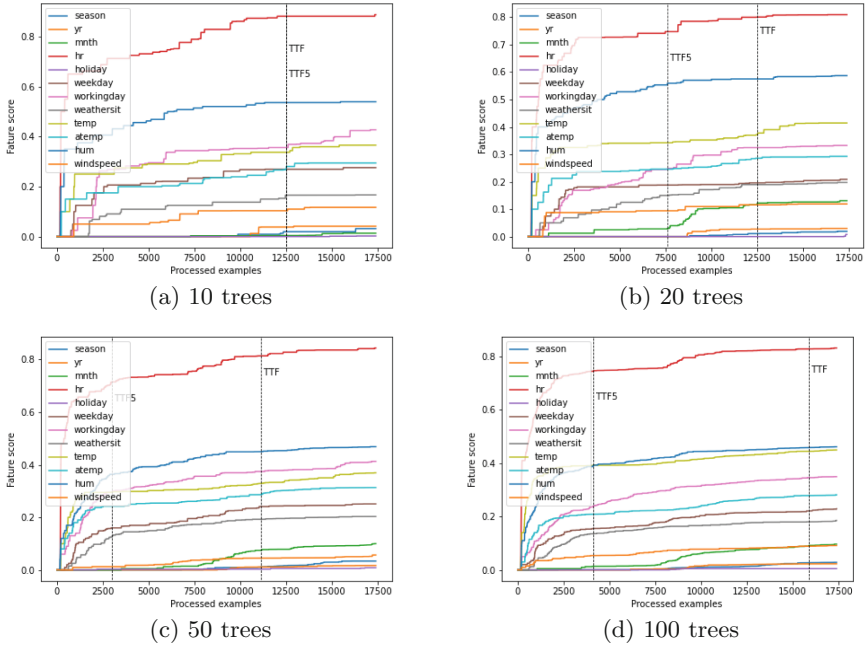 0.8
0.6
0.4
0.2
0.0
Fature score
season
yr
mnth
hr
holiday
weekday
workingday
weathersit
temp
atemp
hum
windspeed
TTF
TTF5
0 2500 5000 7500 10000 12500 15000 17500
Processed examples
(a) 10 trees
0.8
0.7
0.6
0.5
0.4
0.3
0.2
0.1
0.0
Fature score
season
yr
mnth
hr
holiday
weekday
workingday
weathersit
temp
atemp
hum
windspeed
TTF
TTF5
0 2500 5000 7500 10000 12500 15000 17500
Processed examples
(b) 20 trees
0.8
0.6
0.4
0.2
0.0
Fature score
season
yr
mnth
hr
holiday
weekday
workingday
weathersit
temp
atemp
hum
windspeed
TTF5
TTF
0 2500 5000 7500 10000 12500 15000 17500
Processed examples
(c) 50 trees
0.8
0.6
0.4
0.2
0.0
Fature score
season
yr
mnth
hr
holiday
weekday
workingday
weathersit
temp
atemp
hum
windspeed
TTF
TTF5
0 2500 5000 7500 10000 12500 15000 17500
Processed examples
(d) 100 trees